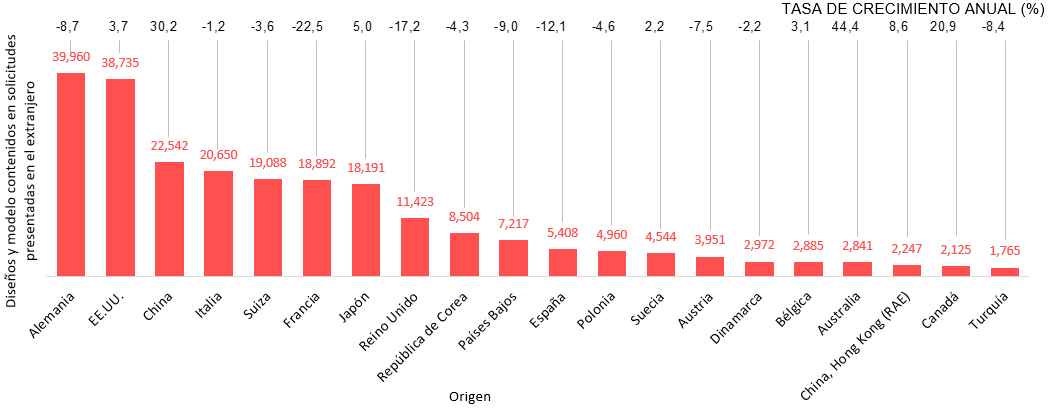 TASA DE CRECIMIENTO ANUAL (%)
-8,7 3,7 30,2 -1,2 -3,6 -22,5 5,0 -17,2 -4,3 -9,0 -12,1 -4,6 2,2 -7,5 -2,2 3,1 44,4 8,6 20,9 -8,4
Diseños y modelo contenidos en solicitudes
presentadas en el extranjero
39,960 38,735 22,542 20,650 19,088 18,892 18,191 11,423 8,504 7,217 5,408 4,960 4,544 3,951 2,972 2,885 2,841 2,247 2,125 1,765
Alemania
EE.UU.
China
Italia
Suiza
Francia
Japón
Reino Unido
República de Corea
Países Bajos
España
Polonia
Suecia
Austria
Dinamarca
Bélgica
Australia
China, Hong Kong (RAE)
Canadá
Turquía
Origen